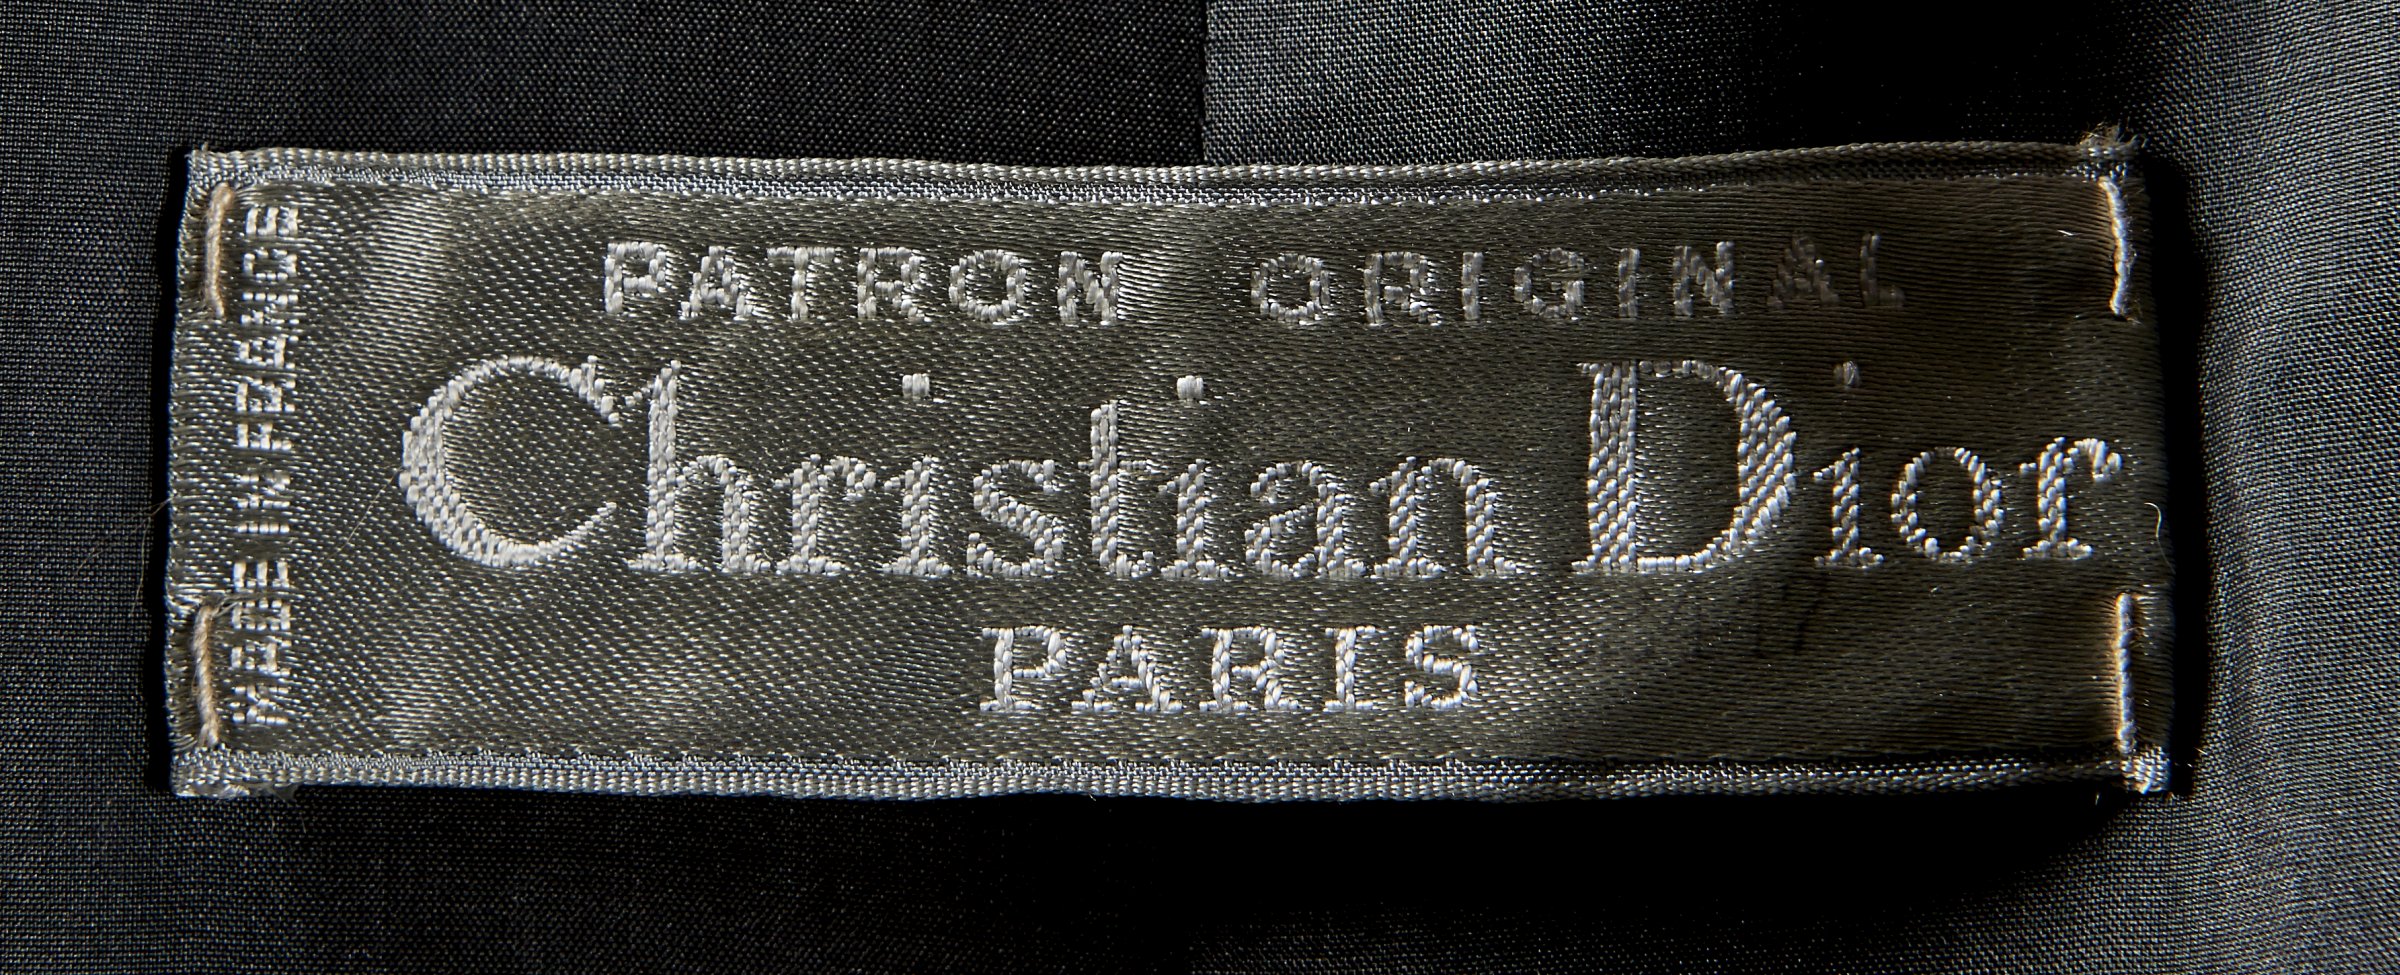 PATRON ORIGINAL
Christian Dior
PARIS
MADE IN FRANCE